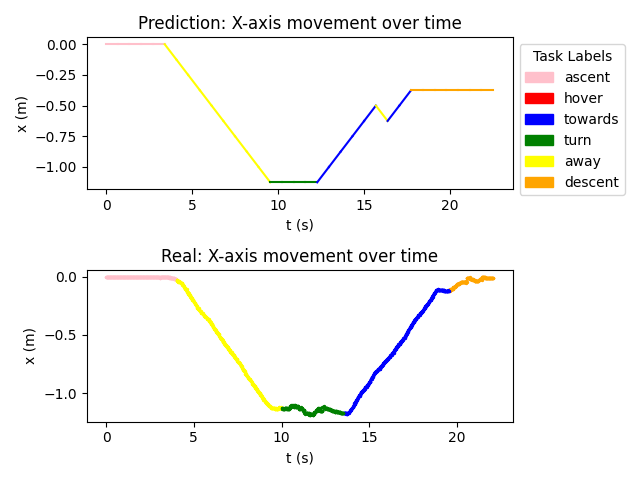 Prediction: X-axis movement over time
0.00
−0.25
−0.50
−0.75
−1.00
x (m)
0 5 10 15 20
t (s)
Task Labels
ascent
hover
towards
turn
away
descent
Real: X-axis movement over time
0.0
−0.5
−1.0
x (m)
0 5 10 15 20
t (s)